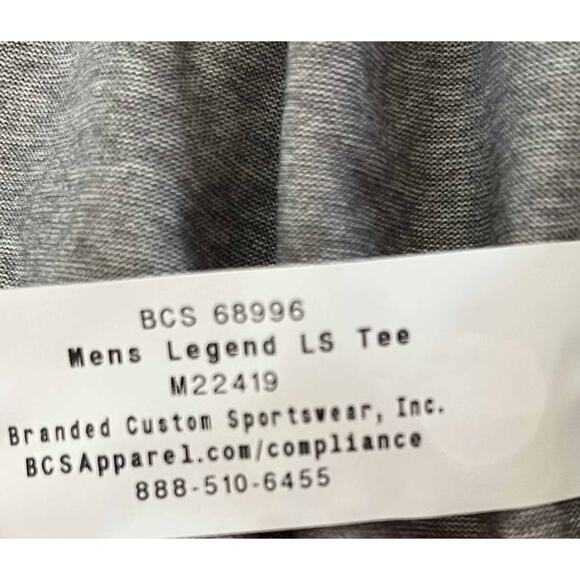 BCS 68996
Mens Legend LS Tee
M22419
Branded Custom Sportswear, Inc.
BCSApparel.com/compliance
888-510-6455